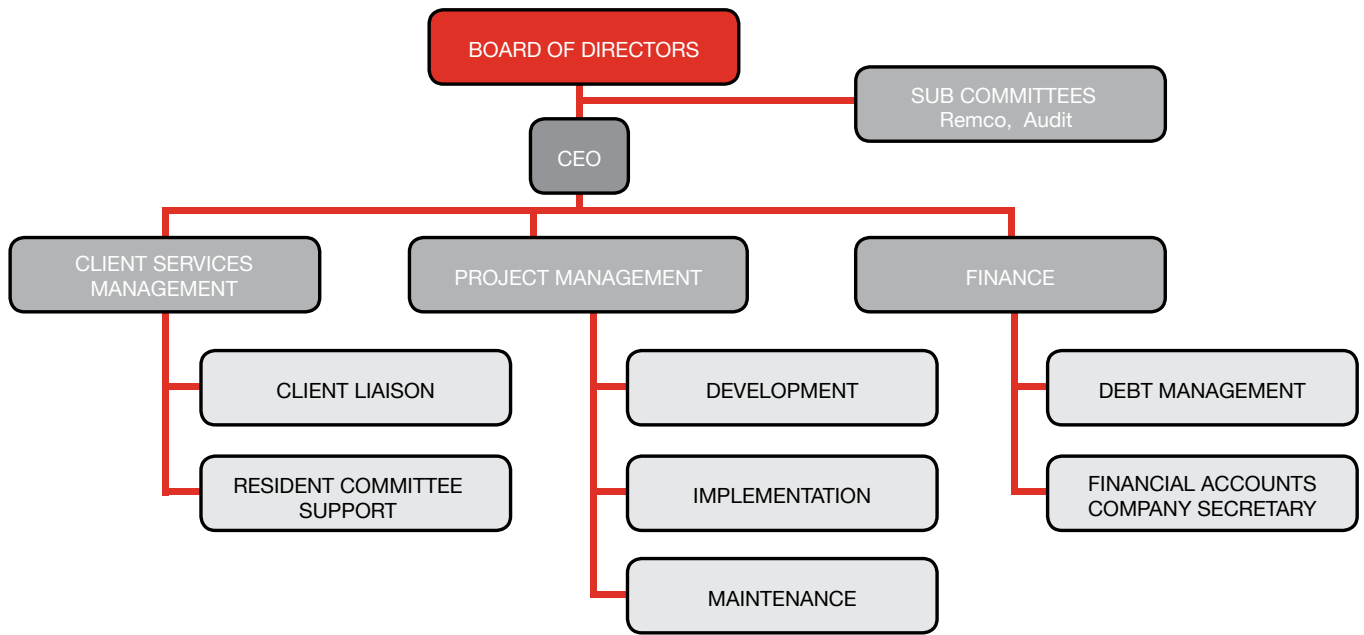 BOARD OF DIRECTORS
SUB COMMITTEES
Remco, Audit
CEO
CLIENT SERVICES
MANAGEMENT
PROJECT MANAGEMENT
FINANCE
CLIENT LIAISON
DEVELOPMENT
DEBT MANAGEMENT
RESIDENT COMMITTEE
SUPPORT
IMPLEMENTATION
FINANCIAL ACCOUNTS
COMPANY SECRETARY
MAINTENANCE